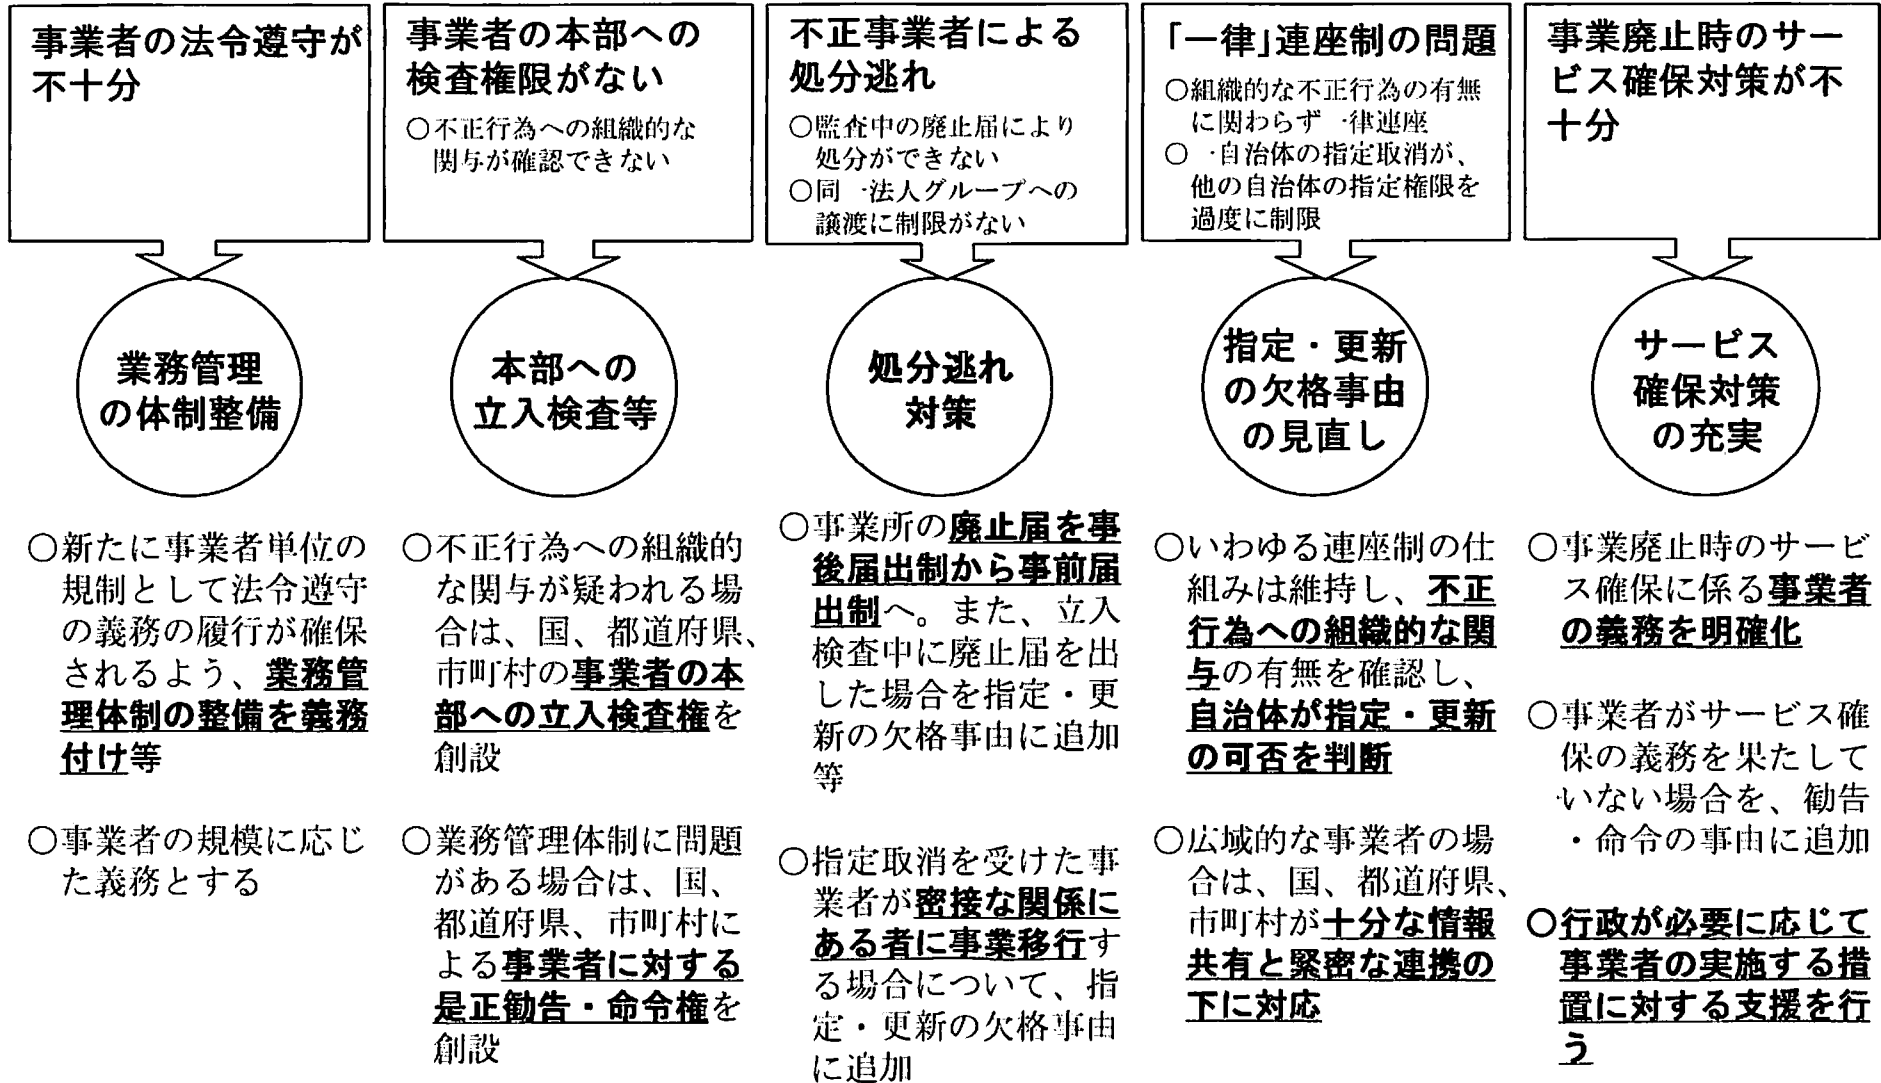 事業者の法令遵守が
不十分
業務管理
の体制整備
○新たに事業者単位の
規制として法令遵守
の義務の履行が確保
されるよう、業務管
理体制の整備を義務
付け等
○事業者の規模に応じ
た義務とする
事業者の本部への
検査権限がない
○不正行為への組織的な
関与が確認できない
本部への
立入検査等
○不正行為への組織的
な関与が疑われる場
合は、国、都道府県、
市町村の事業者の本
部への立入検査権を
創設
○業務管理体制に問題
がある場合は、国、
都道府県、市町村に
よる事業者に対する
是正勧告・命令権を
創設
不正事業者による
処分逃れ
○監査中の廃止届により
処分ができない
○同一法人グループへの
譲渡に制限がない
処分逃れ
対策
○事業所の廃止届を事
後届出制から事前届
出制へ。また、立入
検査中に廃止届を出
した場合を指定・更
新の欠格事由に追加
等
○指定取消を受けた事
業者が密接な関係に
ある者に事業移行す
る場合について、指
定・更新の欠格事由
に追加
「一律」連座制の問題
○組織的な不正行為の有無
に関わらず一律連座
○一自治体の指定取消が、
他の自治体の指定権限を
過度に制限
指定・更新
の欠格事由
の見直し
○いわゆる連座制の仕
組みは維持し、不正
行為への組織的な関
与の有無を確認し、
自治体が指定・更新
の可否を判断
○広域的な事業者の場
合は、国、都道府県、
市町村が十分な情報
共有と緊密な連携の
下に対応
事業廃止時のサー
ビス確保対策が不
十分
サービス
確保対策
の充実
○事業廃止時のサービ
ス確保に係る事業者
の義務を明確化
○事業者がサービス確
保の義務を果たして
いない場合を、勧告
・命令の事由に追加
○行政が必要に応じて
事業者の実施する措
置に対する支援を行
う